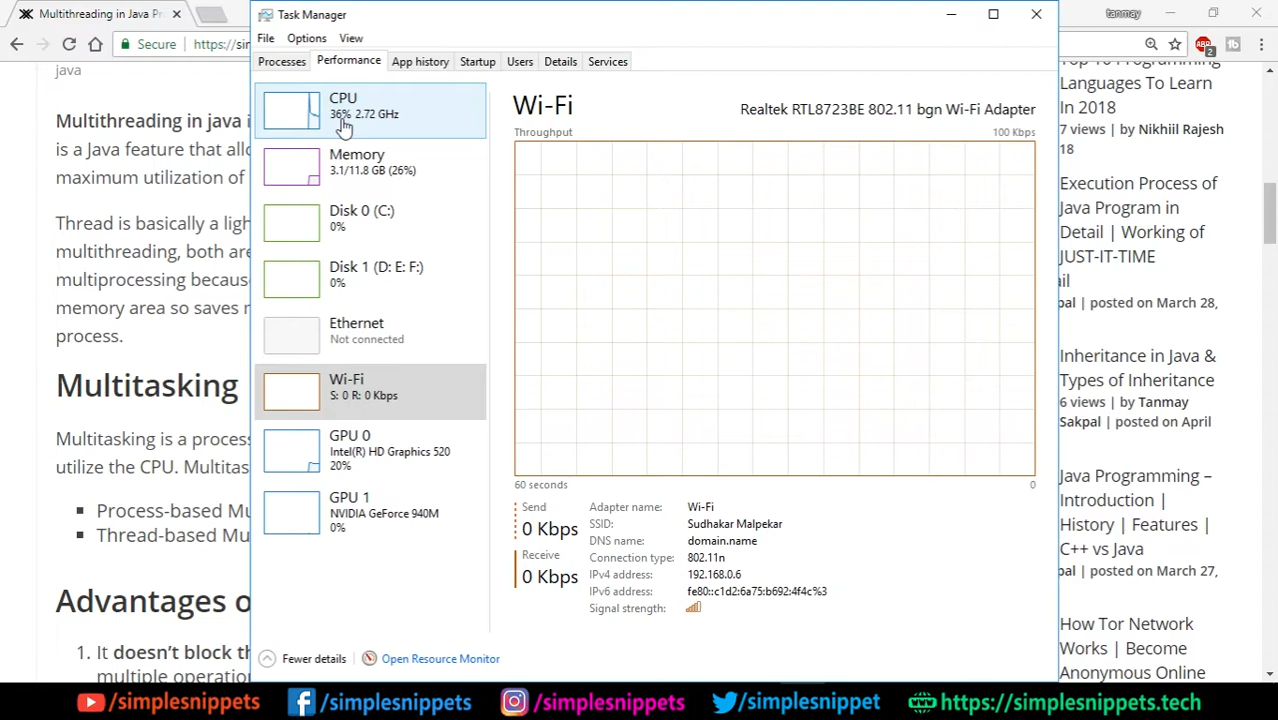 Multithreading in Java Pr
Task Manager
tanmay
Secure
https://sir
File Options View
Processes Performance App history Startup Users Details Services
java
Multithreading in java i
is a Java feature that allo
maximum utilization of
Thread is basically a ligh
multithreading, both are
multiprocessing becaus
memory area so saves m
process.
Multitasking
Multitasking is a process
utilize the CPU. Multitas
Process-based Mu
Thread-based Mu
Advantages o
1. It doesn't block th
multiple operation
CPU
36% 2.72 GHz
Memory
3.1/11.8 GB (26%)
Disk 0 (C:)
0%
Disk 1 (D: E: F:)
0%
Ethernet
Not connected
Wi-Fi
S: 0 R: 0 Kbps
GPU 0
Intel(R) HD Graphics 520
20%
GPU 1
NVIDIA GeForce 940M
0%
Wi-Fi
Realtek RTL8723BE 802.11 bgn Wi-Fi Adapter
Throughput
100 Kbps
60 seconds
0
Send
0 Kbps
Receive
0 Kbps
Adapter name: Wi-Fi
SSID: Sudhakar Malpekar
DNS name: domain.name
Connection type: 802.11n
IPv4 address: 192.168.0.6
IPv6 address: fe80::c1d2:6a75:b692:4f4c%3
Signal strength:
Fewer details
Open Resource Monitor
Top 10 Programming
Languages To Learn
In 2018
7 views | by Nikhiil Rajesh
18
Execution Process of
Java Program in
Detail | Working of
JUST-IT-TIME
ail
pal | posted on March 28,
Inheritance in Java &
Types of Inheritance
6 views | by Tanmay
Sakpal | posted on April
Java Programming –
Introduction |
History | Features |
C++ vs Java
pal | posted on March 27,
How Tor Network
Works | Become
Anonymous Online
2
/simplesnippets
/simplesnippets
/simplesnippets
/simplesnippet
https://simplesnippets.tech